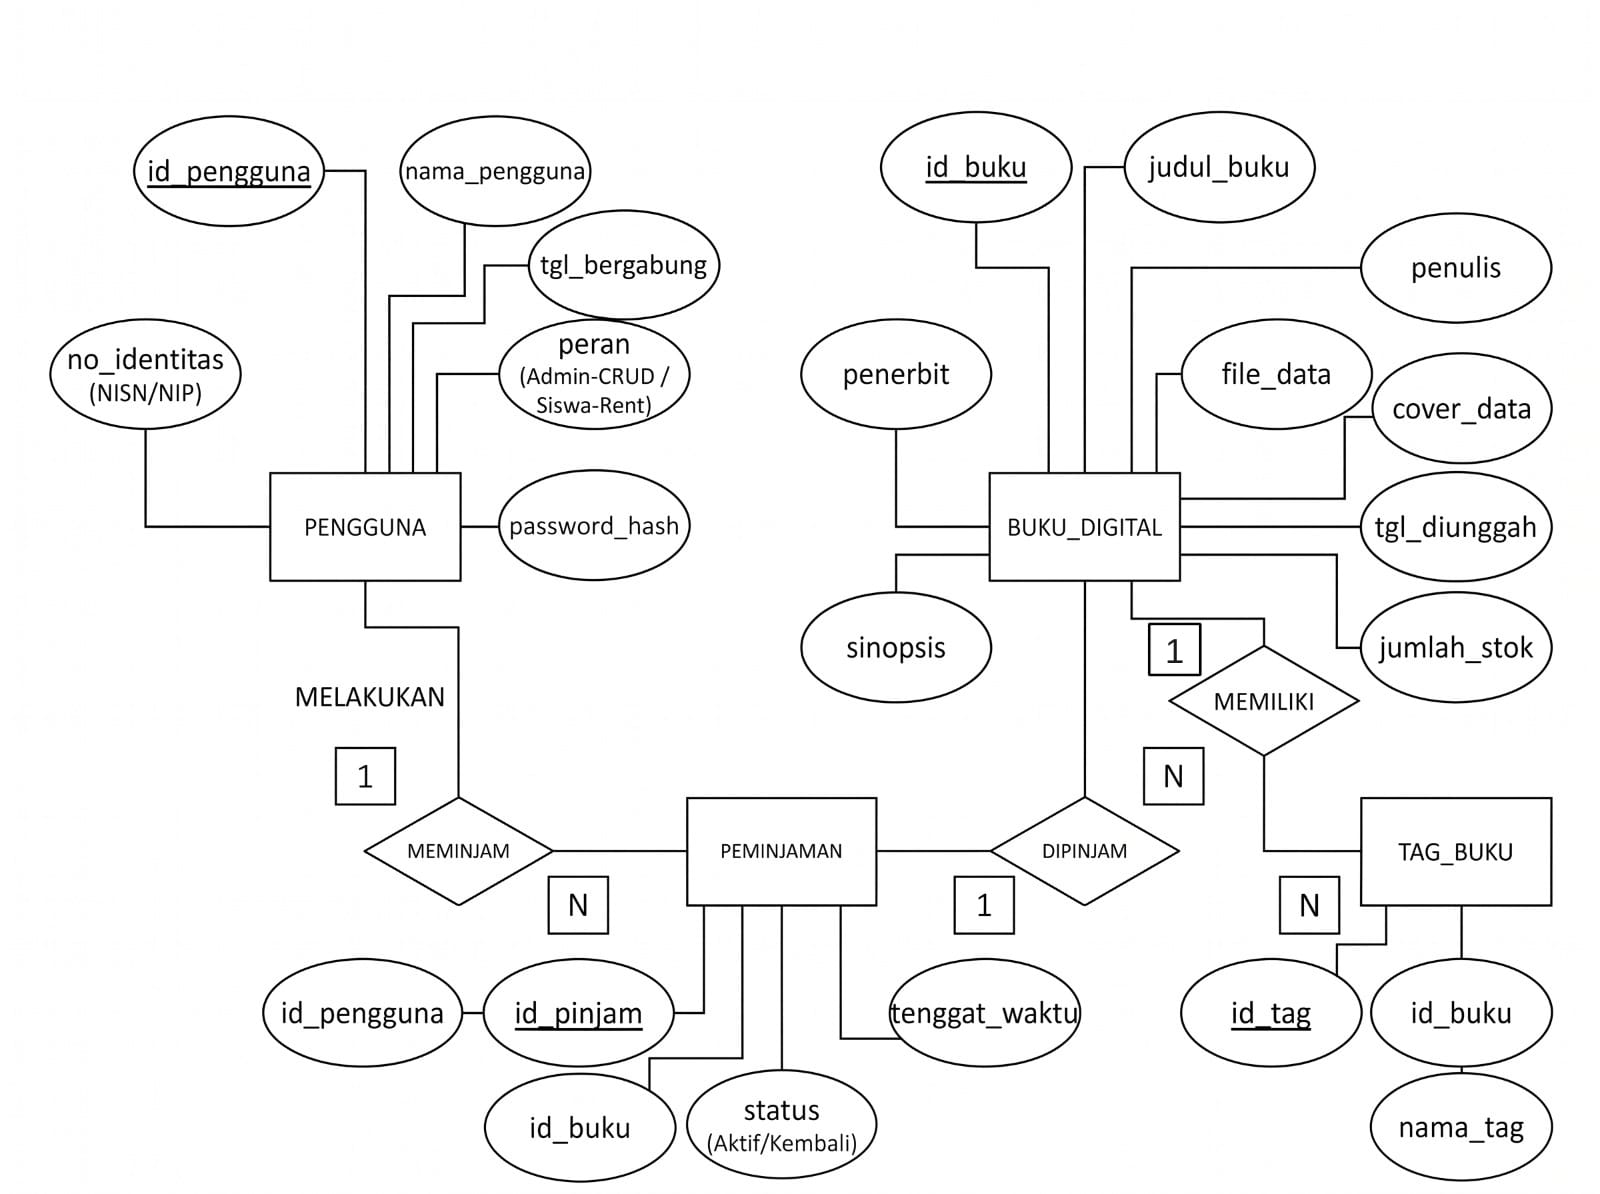 id_pengguna
nama_pengguna
id_buku
judul_buku
tgl_bergabung
penulis
no_identitas
(NISN/NIP)
peran
(Admin-CRUD /
Siswa-Rent)
penerbit
file_data
cover_data
PENGGUNA
password_hash
BUKU_DIGITAL
tgl_diunggah
sinopsis
1
jumlah_stok
MELAKUKAN
MEMILIKI
1
N
MEMINJAM
PEMINJAMAN
DIPINJAM
TAG_BUKU
N
1
N
id_pengguna
id_pinjam
tenggat_waktu
id_tag
id_buku
id_buku
status
(Aktif/Kembali)
nama_tag